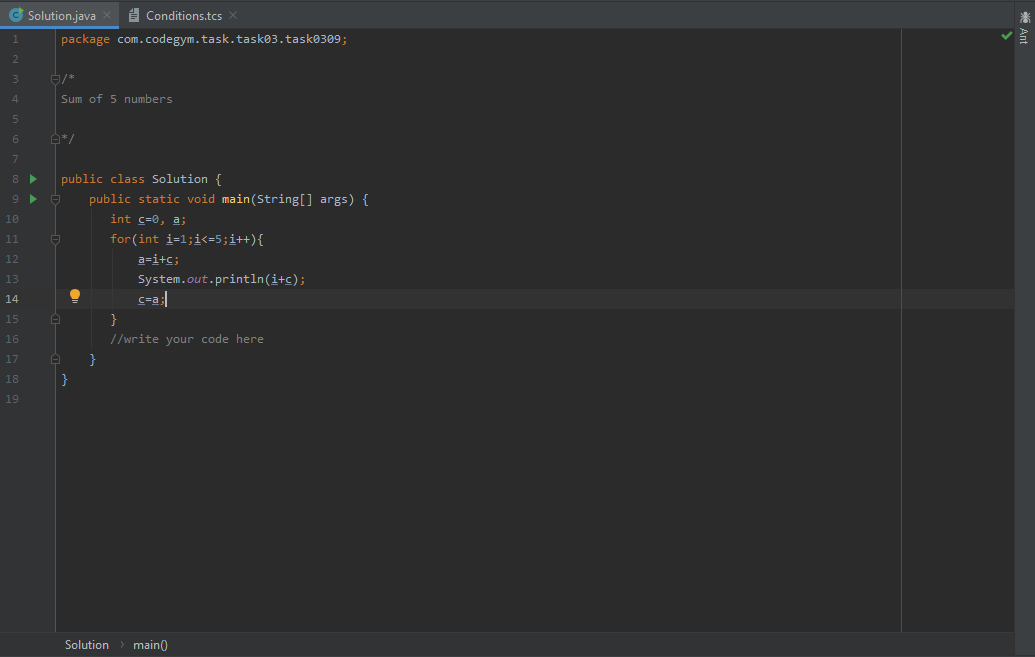 Solution.java Conditions.tcs
1 package com.codegym.task.task03.task0309;
2
3 /*
4 Sum of 5 numbers
5
6 */
7
8 public class Solution {
9 public static void main(String[] args) {
10 int c=0, a;
11 for(int i=1;i<=5;i++){
12 a=i+c;
13 System.out.println(i+c);
14 c=a;
15 }
16 //write your code here
17 }
18 }
19
Ant
Solution › main()